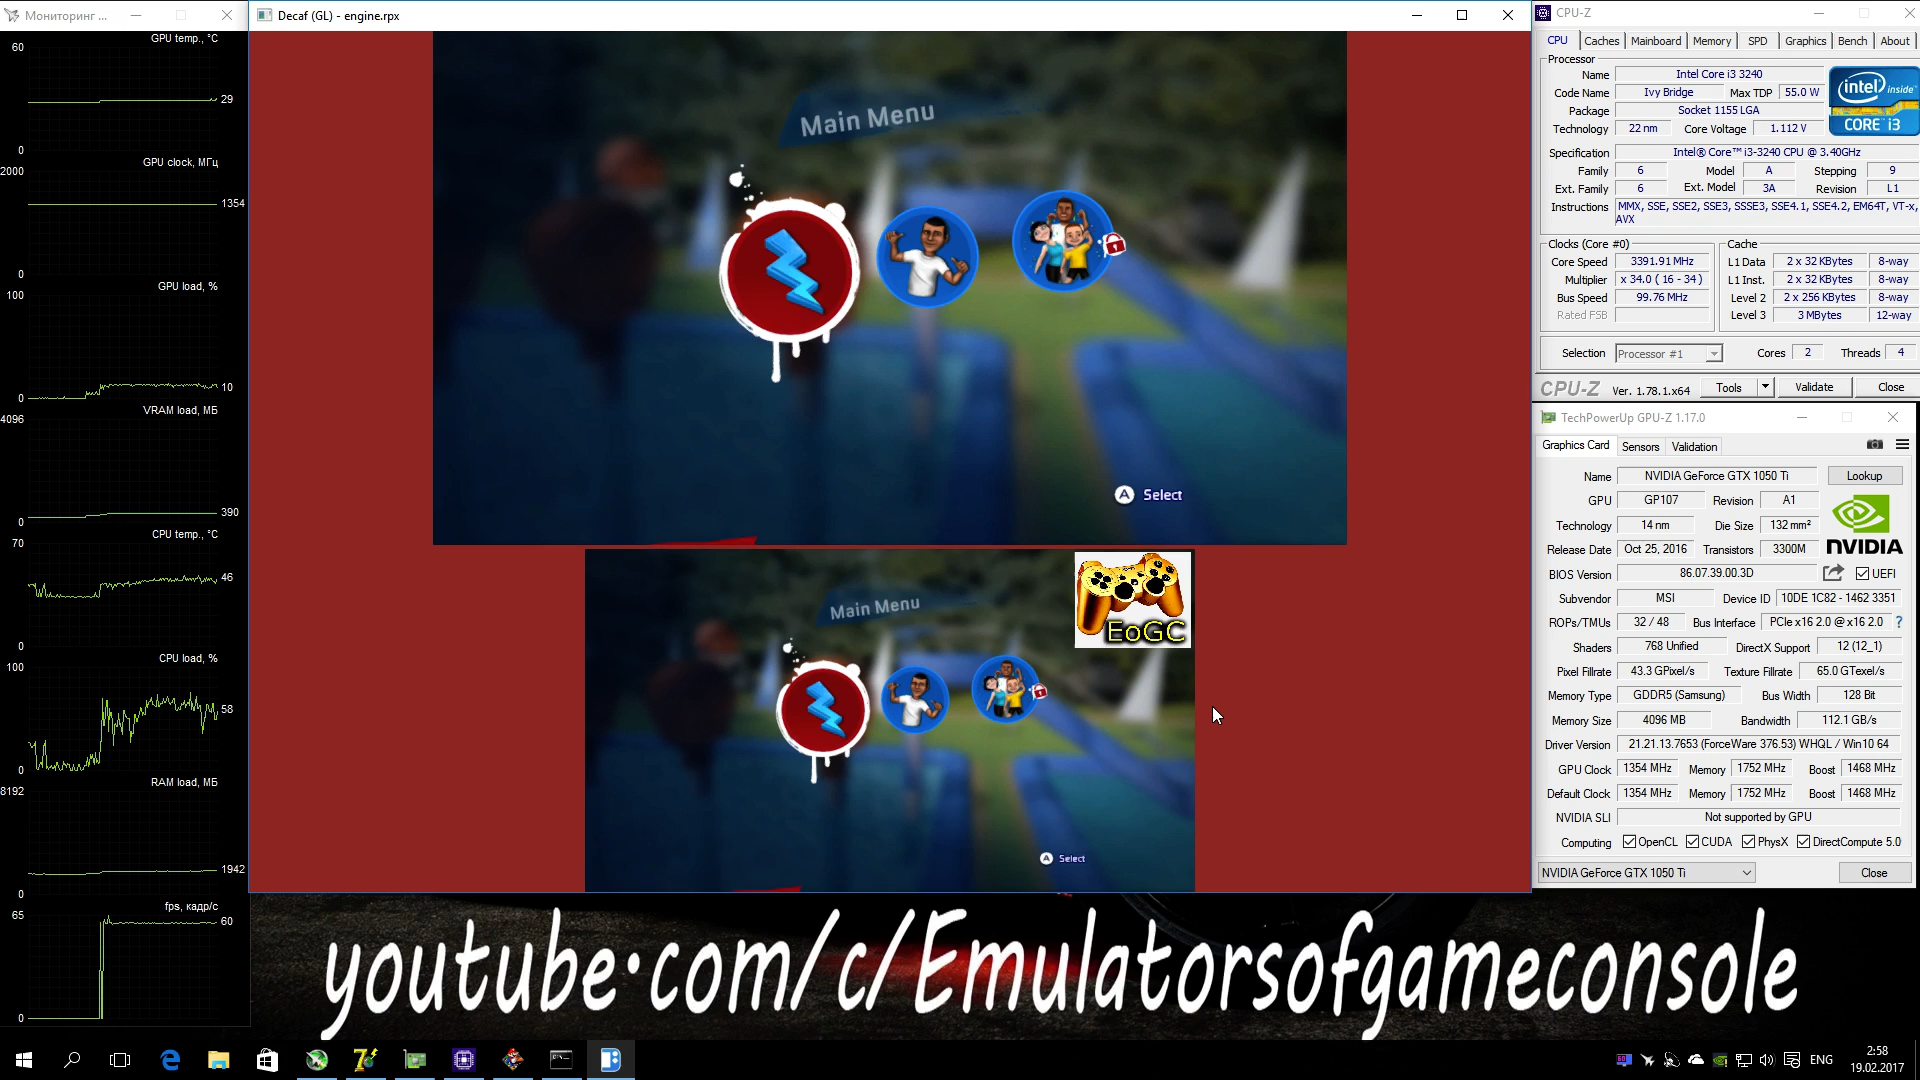 Мониторинг ...
GPU temp., °C
60
29
0
GPU clock, МГц
2000
1354
0
GPU load, %
100
10
0
VRAM load, МБ
4096
390
0
CPU temp., °C
70
46
0
CPU load, %
100
58
0
RAM load, МБ
8192
1942
0
fps, кадр/с
65
60
0
Decaf (GL) - engine.rpx
Main Menu
A Select
Main Menu
EoGC
A Select
CPU-Z
CPU Caches Mainboard Memory SPD Graphics Bench About
Processor
Name Intel Core i3 3240
Code Name Ivy Bridge Max TDP 55.0 W
Package Socket 1155 LGA
Technology 22 nm Core Voltage 1.112 V
intel inside™
CORE i3
Specification Intel® Core™ i3-3240 CPU @ 3.40GHz
Family 6 Model A Stepping 9
Ext. Family 6 Ext. Model 3A Revision L1
Instructions MMX, SSE, SSE2, SSE3, SSSE3, SSE4.1, SSE4.2, EM64T, VT-x,
AVX
Clocks (Core #0)
Core Speed 3391.91 MHz
Multiplier x 34.0 ( 16 - 34 )
Bus Speed 99.76 MHz
Rated FSB
Cache
L1 Data 2 x 32 KBytes 8-way
L1 Inst. 2 x 32 KBytes 8-way
Level 2 2 x 256 KBytes 8-way
Level 3 3 MBytes 12-way
Selection Processor #1 Cores 2 Threads 4
CPU-Z Ver. 1.78.1.x64 Tools Validate Close
TechPowerUp GPU-Z 1.17.0
Graphics Card Sensors Validation
Name NVIDIA GeForce GTX 1050 Ti Lookup
GPU GP107 Revision A1
Technology 14 nm Die Size 132 mm²
Release Date Oct 25, 2016 Transistors 3300M
NVIDIA
BIOS Version 86.07.39.00.3D UEFI
Subvendor MSI Device ID 10DE 1C82 - 1462 3351
ROPs/TMUs 32 / 48 Bus Interface PCIe x16 2.0 @ x16 2.0 ?
Shaders 768 Unified DirectX Support 12 (12_1)
Pixel Fillrate 43.3 GPixel/s Texture Fillrate 65.0 GTexel/s
Memory Type GDDR5 (Samsung) Bus Width 128 Bit
Memory Size 4096 MB Bandwidth 112.1 GB/s
Driver Version 21.21.13.7653 (ForceWare 376.53) WHQL / Win10 64
GPU Clock 1354 MHz Memory 1752 MHz Boost 1468 MHz
Default Clock 1354 MHz Memory 1752 MHz Boost 1468 MHz
NVIDIA SLI Not supported by GPU
Computing OpenCL CUDA PhysX DirectCompute 5.0
NVIDIA GeForce GTX 1050 Ti Close
youtube.com/c/Emulatorsofgameconsole
ENG
2:58
19.02.2017